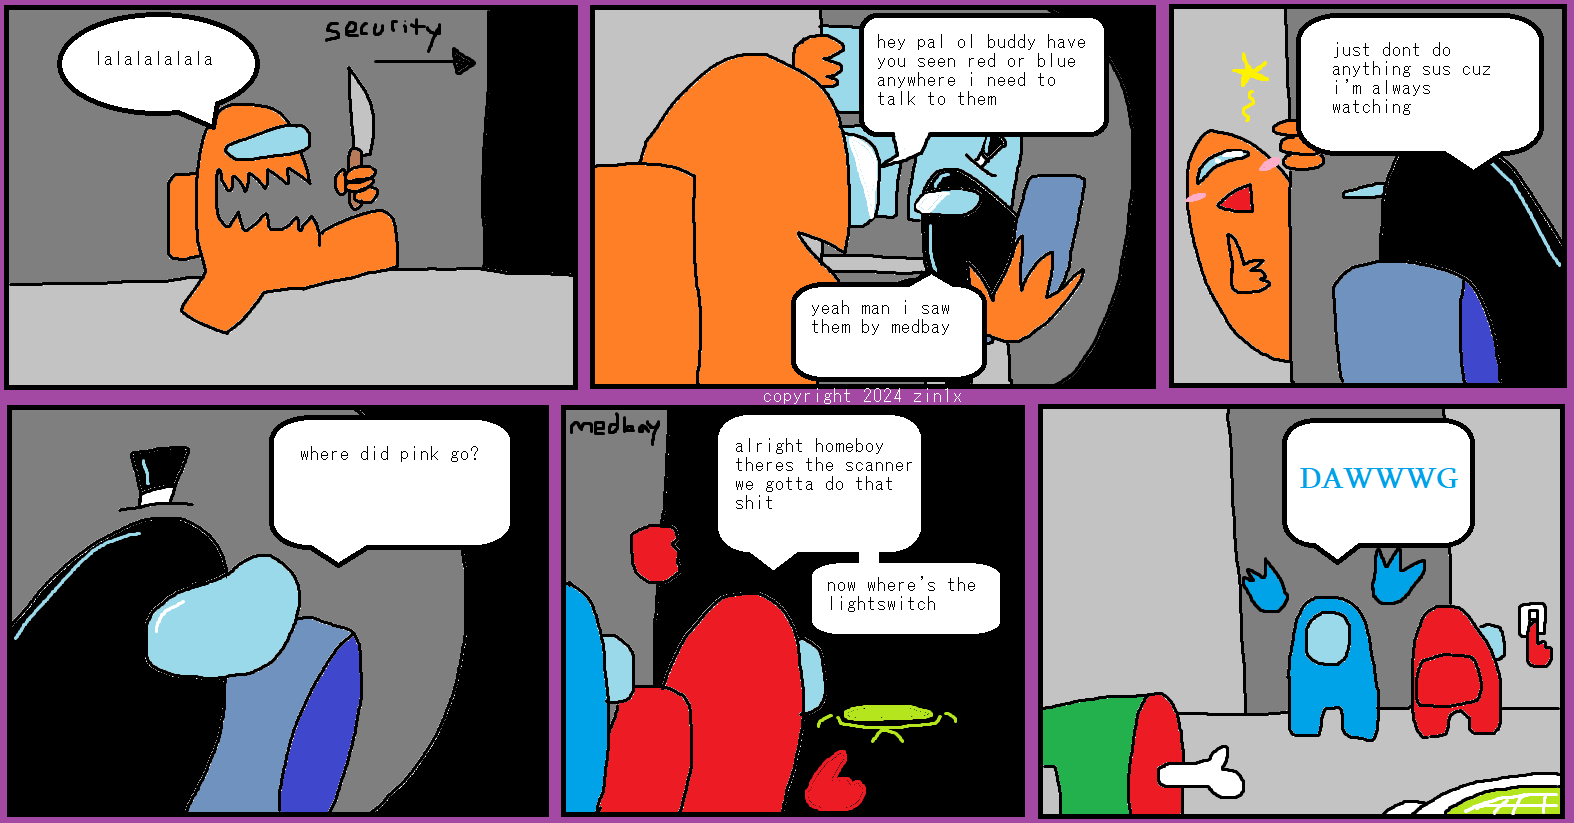 lalalalalala
security
hey pal ol buddy have
you seen red or blue
anywhere i need to
talk to them
yeah man i saw
them by medbay
just dont do
anything sus cuz
i'm always
watching
copyright 2024 zin1x
where did pink go?
medbay
alright homeboy
theres the scanner
we gotta do that
shit
now where's the
lightswitch
DAWWWG